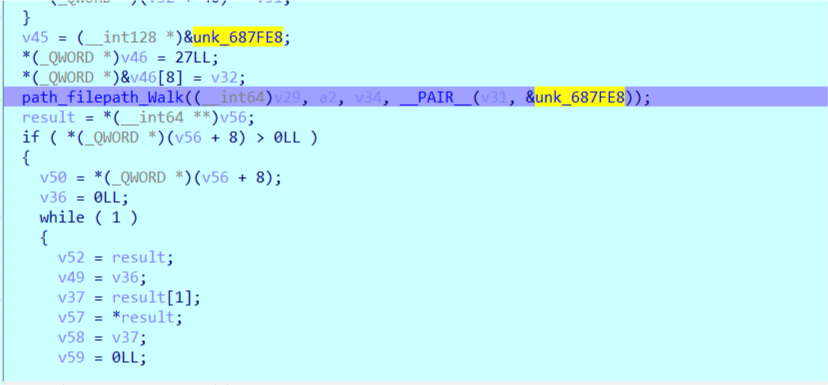 }
v45 = (__int128 *)&unk_687FE8;
*(_QWORD *)v46 = 27LL;
*(_QWORD *)&v46[8] = v32;
path_filepath_Walk((__int64)v29, a2, v34, __PAIR__(v31, &unk_687FE8));
result = *(__int64 **)v56;
if ( *(_QWORD *)(v56 + 8) > 0LL )
{
v50 = *(_QWORD *)(v56 + 8);
v36 = 0LL;
while ( 1 )
{
v52 = result;
v49 = v36;
v37 = result[1];
v57 = *result;
v58 = v37;
v59 = 0LL;